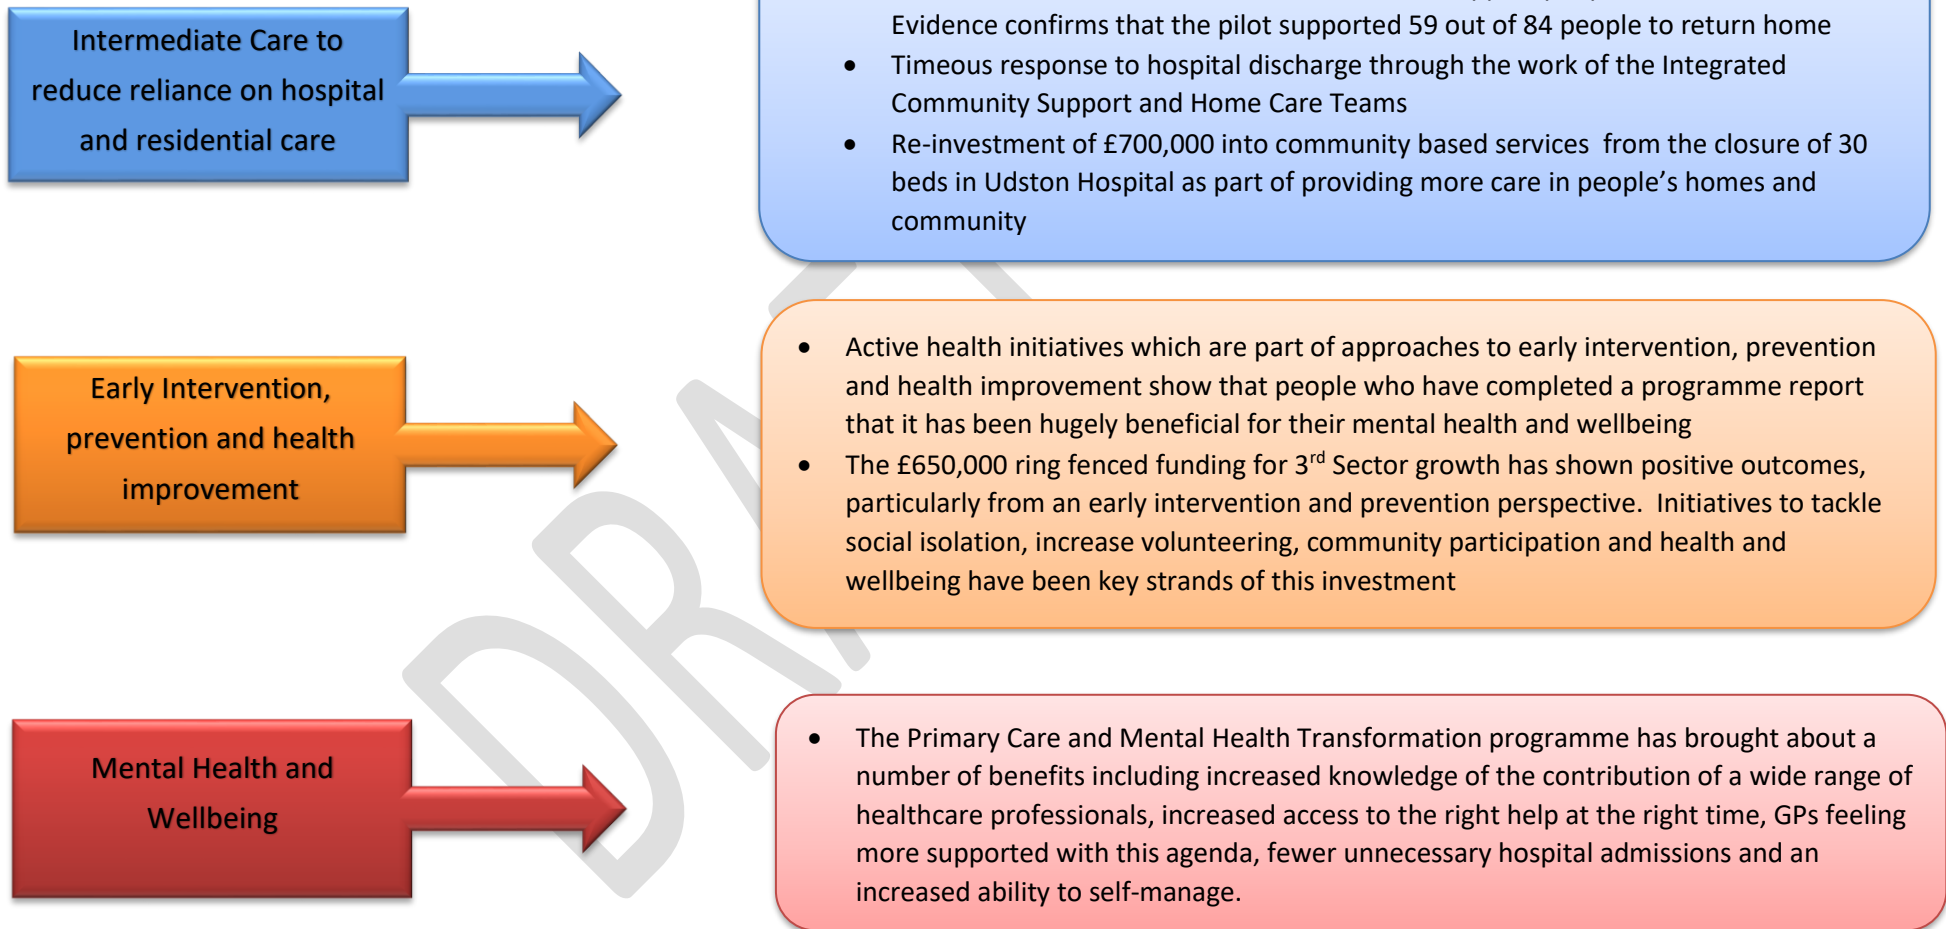 Intermediate Care to
reduce reliance on hospital
and residential care
Evidence confirms that the pilot supported 59 out of 84 people to return home
• Timeous response to hospital discharge through the work of the Integrated
Community Support and Home Care Teams
• Re-investment of £700,000 into community based services  from the closure of 30
beds in Udston Hospital as part of providing more care in people’s homes and
community
Early Intervention,
prevention and health
improvement
• Active health initiatives which are part of approaches to early intervention, prevention
and health improvement show that people who have completed a programme report
that it has been hugely beneficial for their mental health and wellbeing
• The £650,000 ring fenced funding for 3rd Sector growth has shown positive outcomes,
particularly from an early intervention and prevention perspective.  Initiatives to tackle
social isolation, increase volunteering, community participation and health and
wellbeing have been key strands of this investment
Mental Health and
Wellbeing
• The Primary Care and Mental Health Transformation programme has brought about a
number of benefits including increased knowledge of the contribution of a wide range of
healthcare professionals, increased access to the right help at the right time, GPs feeling
more supported with this agenda, fewer unnecessary hospital admissions and an
increased ability to self-manage.